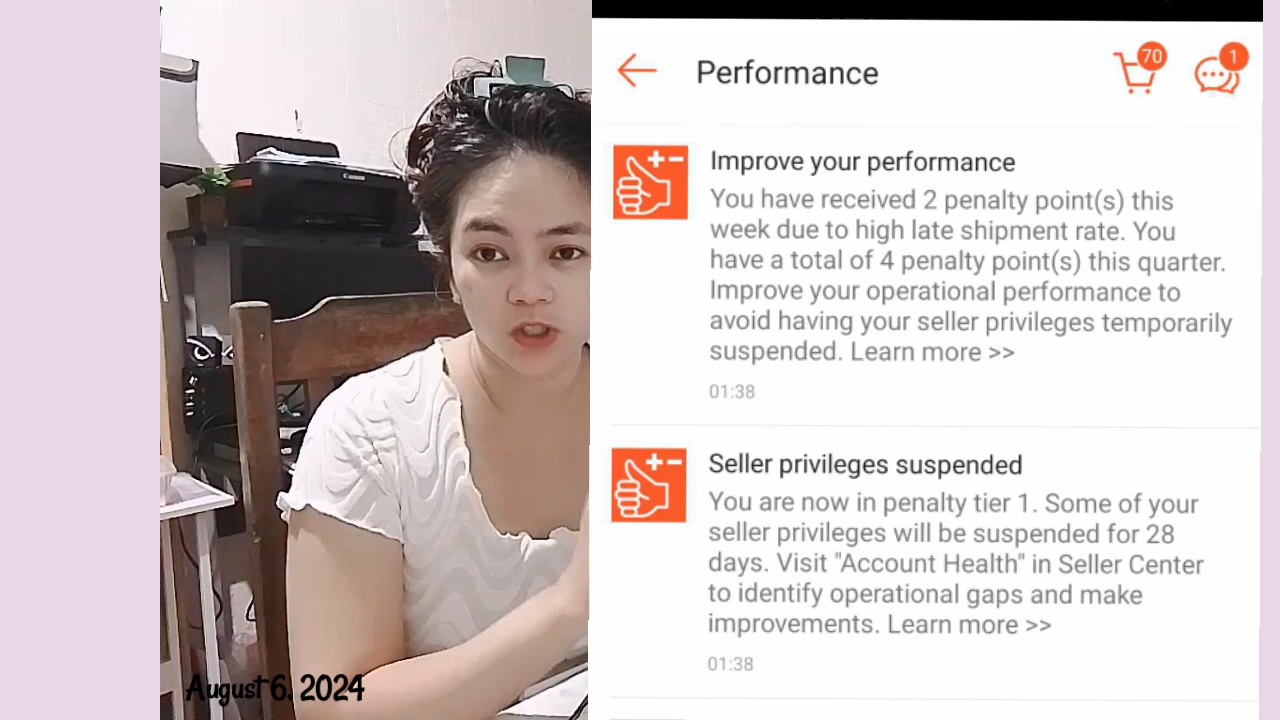 Canon
August 6, 2024
Performance
70
1
Improve your performance
You have received 2 penalty point(s) this
week due to high late shipment rate. You
have a total of 4 penalty point(s) this quarter.
Improve your operational performance to
avoid having your seller privileges temporarily
suspended. Learn more >>
01:38
Seller privileges suspended
You are now in penalty tier 1. Some of your
seller privileges will be suspended for 28
days. Visit "Account Health" in Seller Center
to identify operational gaps and make
improvements. Learn more >>
01:38